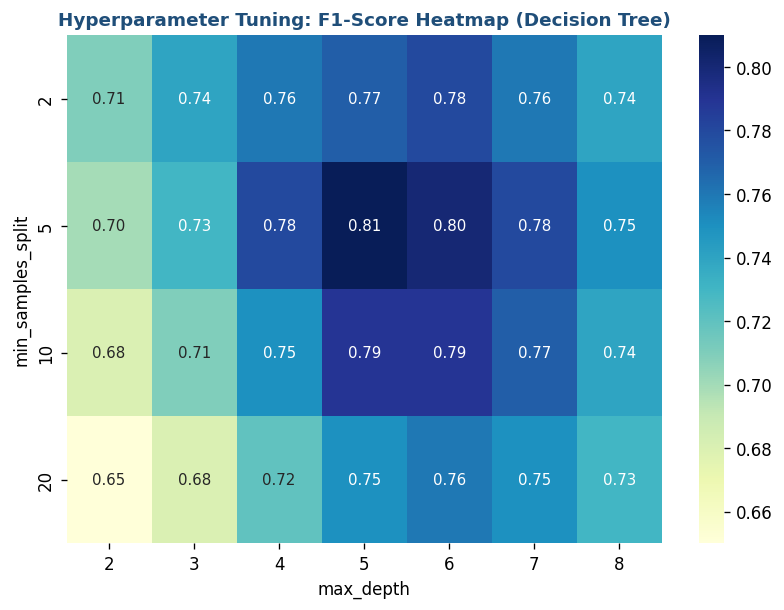 Hyperparameter Tuning: F1-Score Heatmap (Decision Tree)
2 0.71 0.74 0.76 0.77 0.78 0.76 0.74
5 0.70 0.73 0.78 0.81 0.80 0.78 0.75
10 0.68 0.71 0.75 0.79 0.79 0.77 0.74
20 0.65 0.68 0.72 0.75 0.76 0.75 0.73
2 3 4 5 6 7 8
max_depth
min_samples_split
0.80
0.78
0.76
0.74
0.72
0.70
0.68
0.66